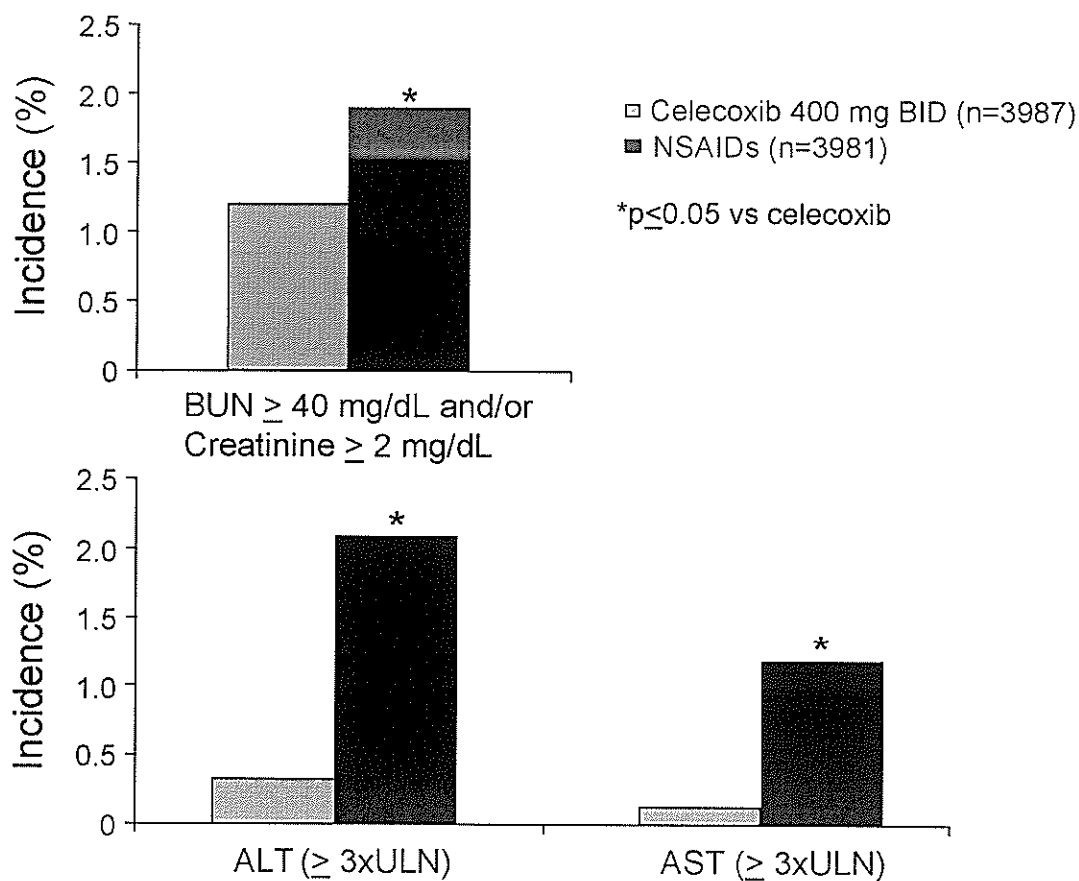 2.5
2.0
1.5
1.0
0.5
0
Incidence (%)
*
Celecoxib 400 mg BID (n=3987)
NSAIDs (n=3981)
*p≤0.05 vs celecoxib
BUN ≥ 40 mg/dL and/or
Creatinine ≥ 2 mg/dL
2.5
2.0
1.5
1.0
0.5
0
Incidence (%)
*
*
ALT (≥ 3xULN)
AST (≥ 3xULN)